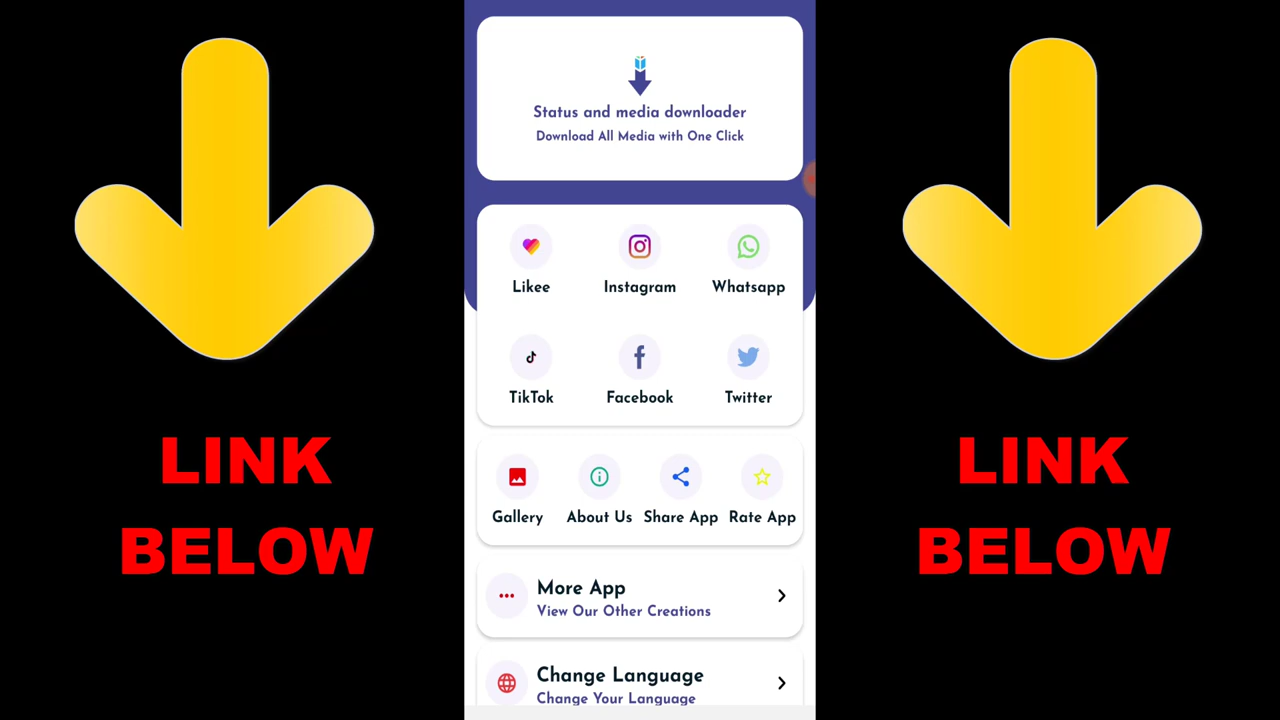 Status and media downloader
Download All Media with One Click
Likee
Instagram
Whatsapp
TikTok
Facebook
Twitter
Gallery
About Us
Share App
Rate App
More App
View Our Other Creations
Change Language
Change Your Language
LINK
BELOW
LINK
BELOW